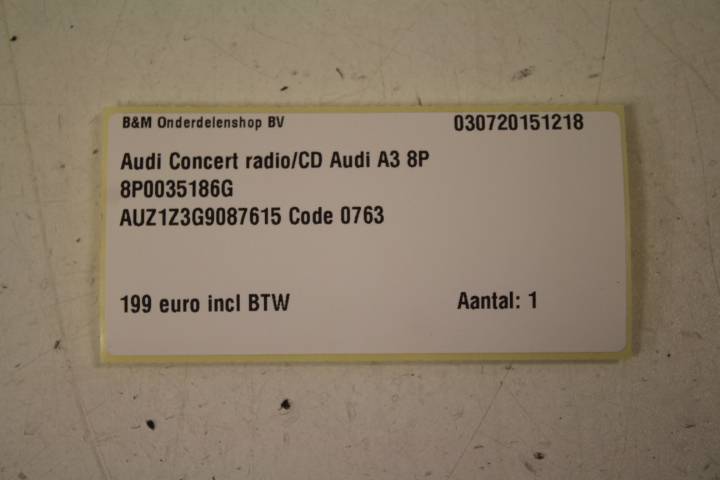 B&M Onderdelenshop BV 030720151218
Audi Concert radio/CD Audi A3 8P
8P0035186G
AUZ1Z3G9087615 Code 0763
199 euro incl BTW Aantal: 1